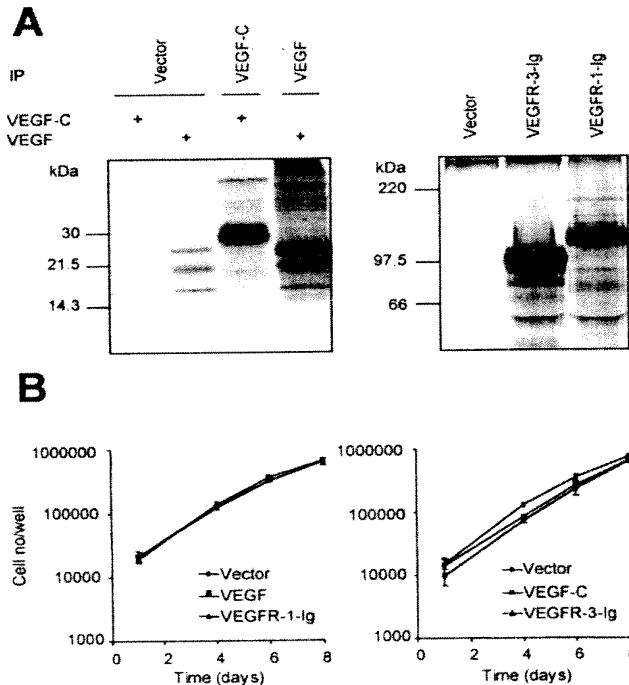 A
IP
Vector
VEGF-C
VEGF
VEGF-C + +
VEGF + +
kDa
30
21.5
14.3
Vector
VEGFR-3-Ig
VEGFR-1-Ig
kDa
220
97.5
66
B
Cell no/well
1000000
100000
10000
1000
0 2 4 6 8
Time (days)
Vector
VEGF
VEGFR-1-Ig
1000000
100000
10000
1000
0 2 4 6 8
Time (days)
Vector
VEGF-C
VEGFR-3-Ig